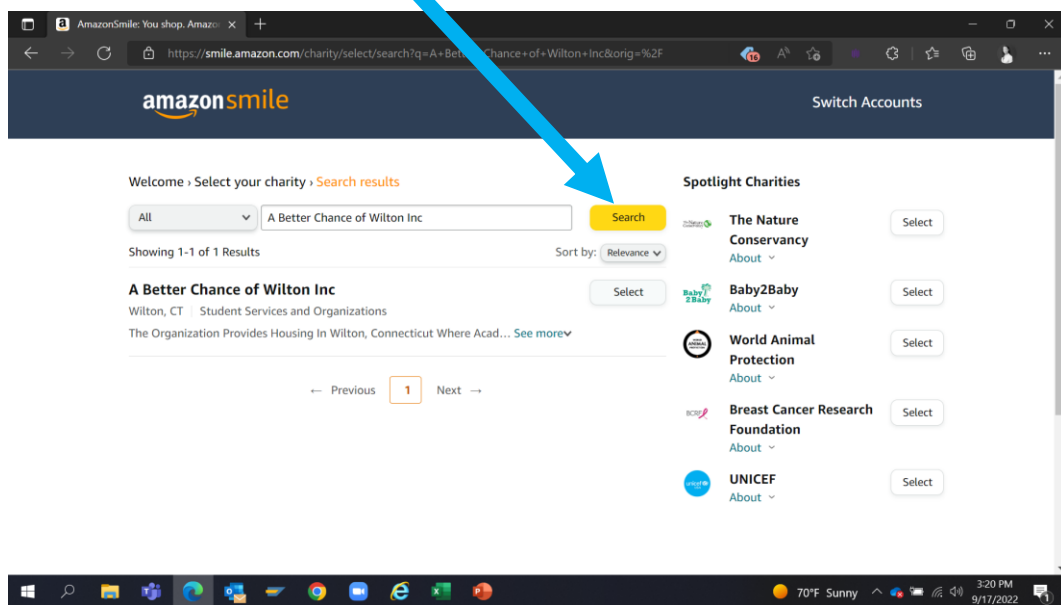 AmazonSmile: You shop. Amazo
https://smile.amazon.com/charity/select/search?q=A+Bet Chance+of+Wilton+Inc&orig=%2F
16
amazonsmile
Switch Accounts
Welcome › Select your charity › Search results
All
A Better Chance of Wilton Inc
Search
Showing 1-1 of 1 Results
Sort by: Relevance
A Better Chance of Wilton Inc
Select
Wilton, CT | Student Services and Organizations
The Organization Provides Housing In Wilton, Connecticut Where Acad... See more
← Previous 1 Next →
Spotlight Charities
The Nature
Conservancy
About
Select
Baby
2Baby
Baby2Baby
About
Select
World Animal
Protection
About
Select
BCRF
Breast Cancer Research
Foundation
About
Select
unicef
UNICEF
About
Select
70°F Sunny
3:20 PM
9/17/2022
1